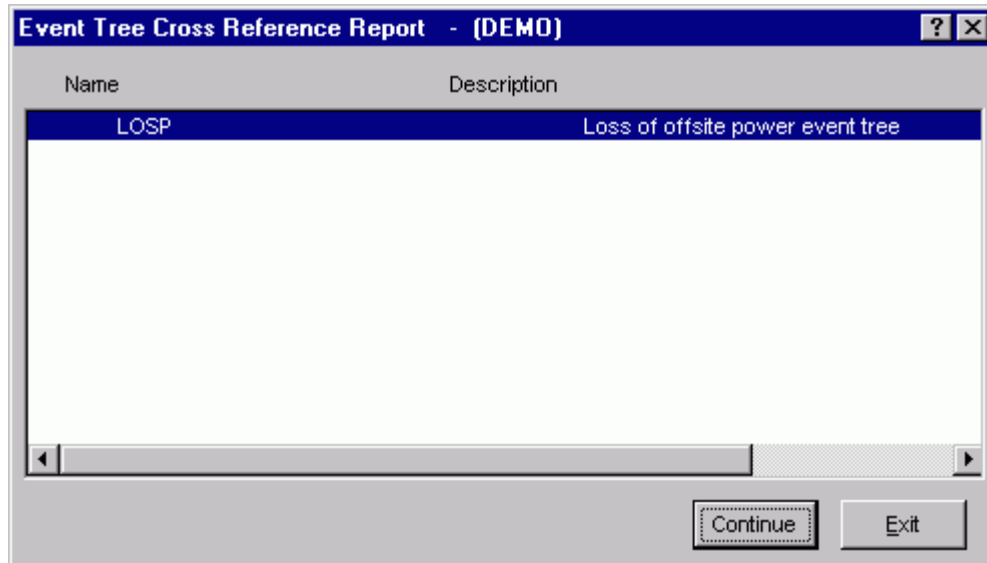 Event Tree Cross Reference Report - (DEMO)
Name Description
LOSP Loss of offsite power event tree
Continue Exit